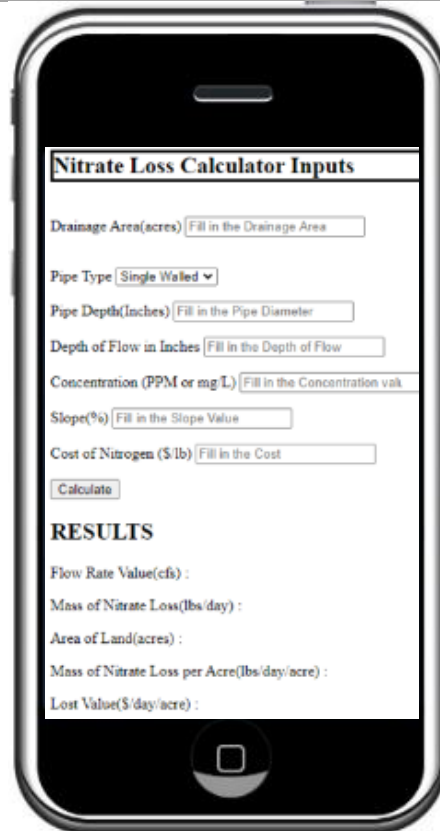 Nitrate Loss Calculator Inputs
Drainage Area(acres) Fill in the Drainage Area
Pipe Type Single Walled
Pipe Depth(Inches) Fill in the Pipe Diameter
Depth of Flow in Inches Fill in the Depth of Flow
Concentration (PPM or mg/L) Fill in the Concentration valu
Slope(%) Fill in the Slope Value
Cost of Nitrogen ($/lb) Fill in the Cost
Calculate
RESULTS
Flow Rate Value(cfs) :
Mass of Nitrate Loss(lbs/day) :
Area of Land(acres) :
Mass of Nitrate Loss per Acre(lbs/day/acre) :
Lost Value($/day/acre) :